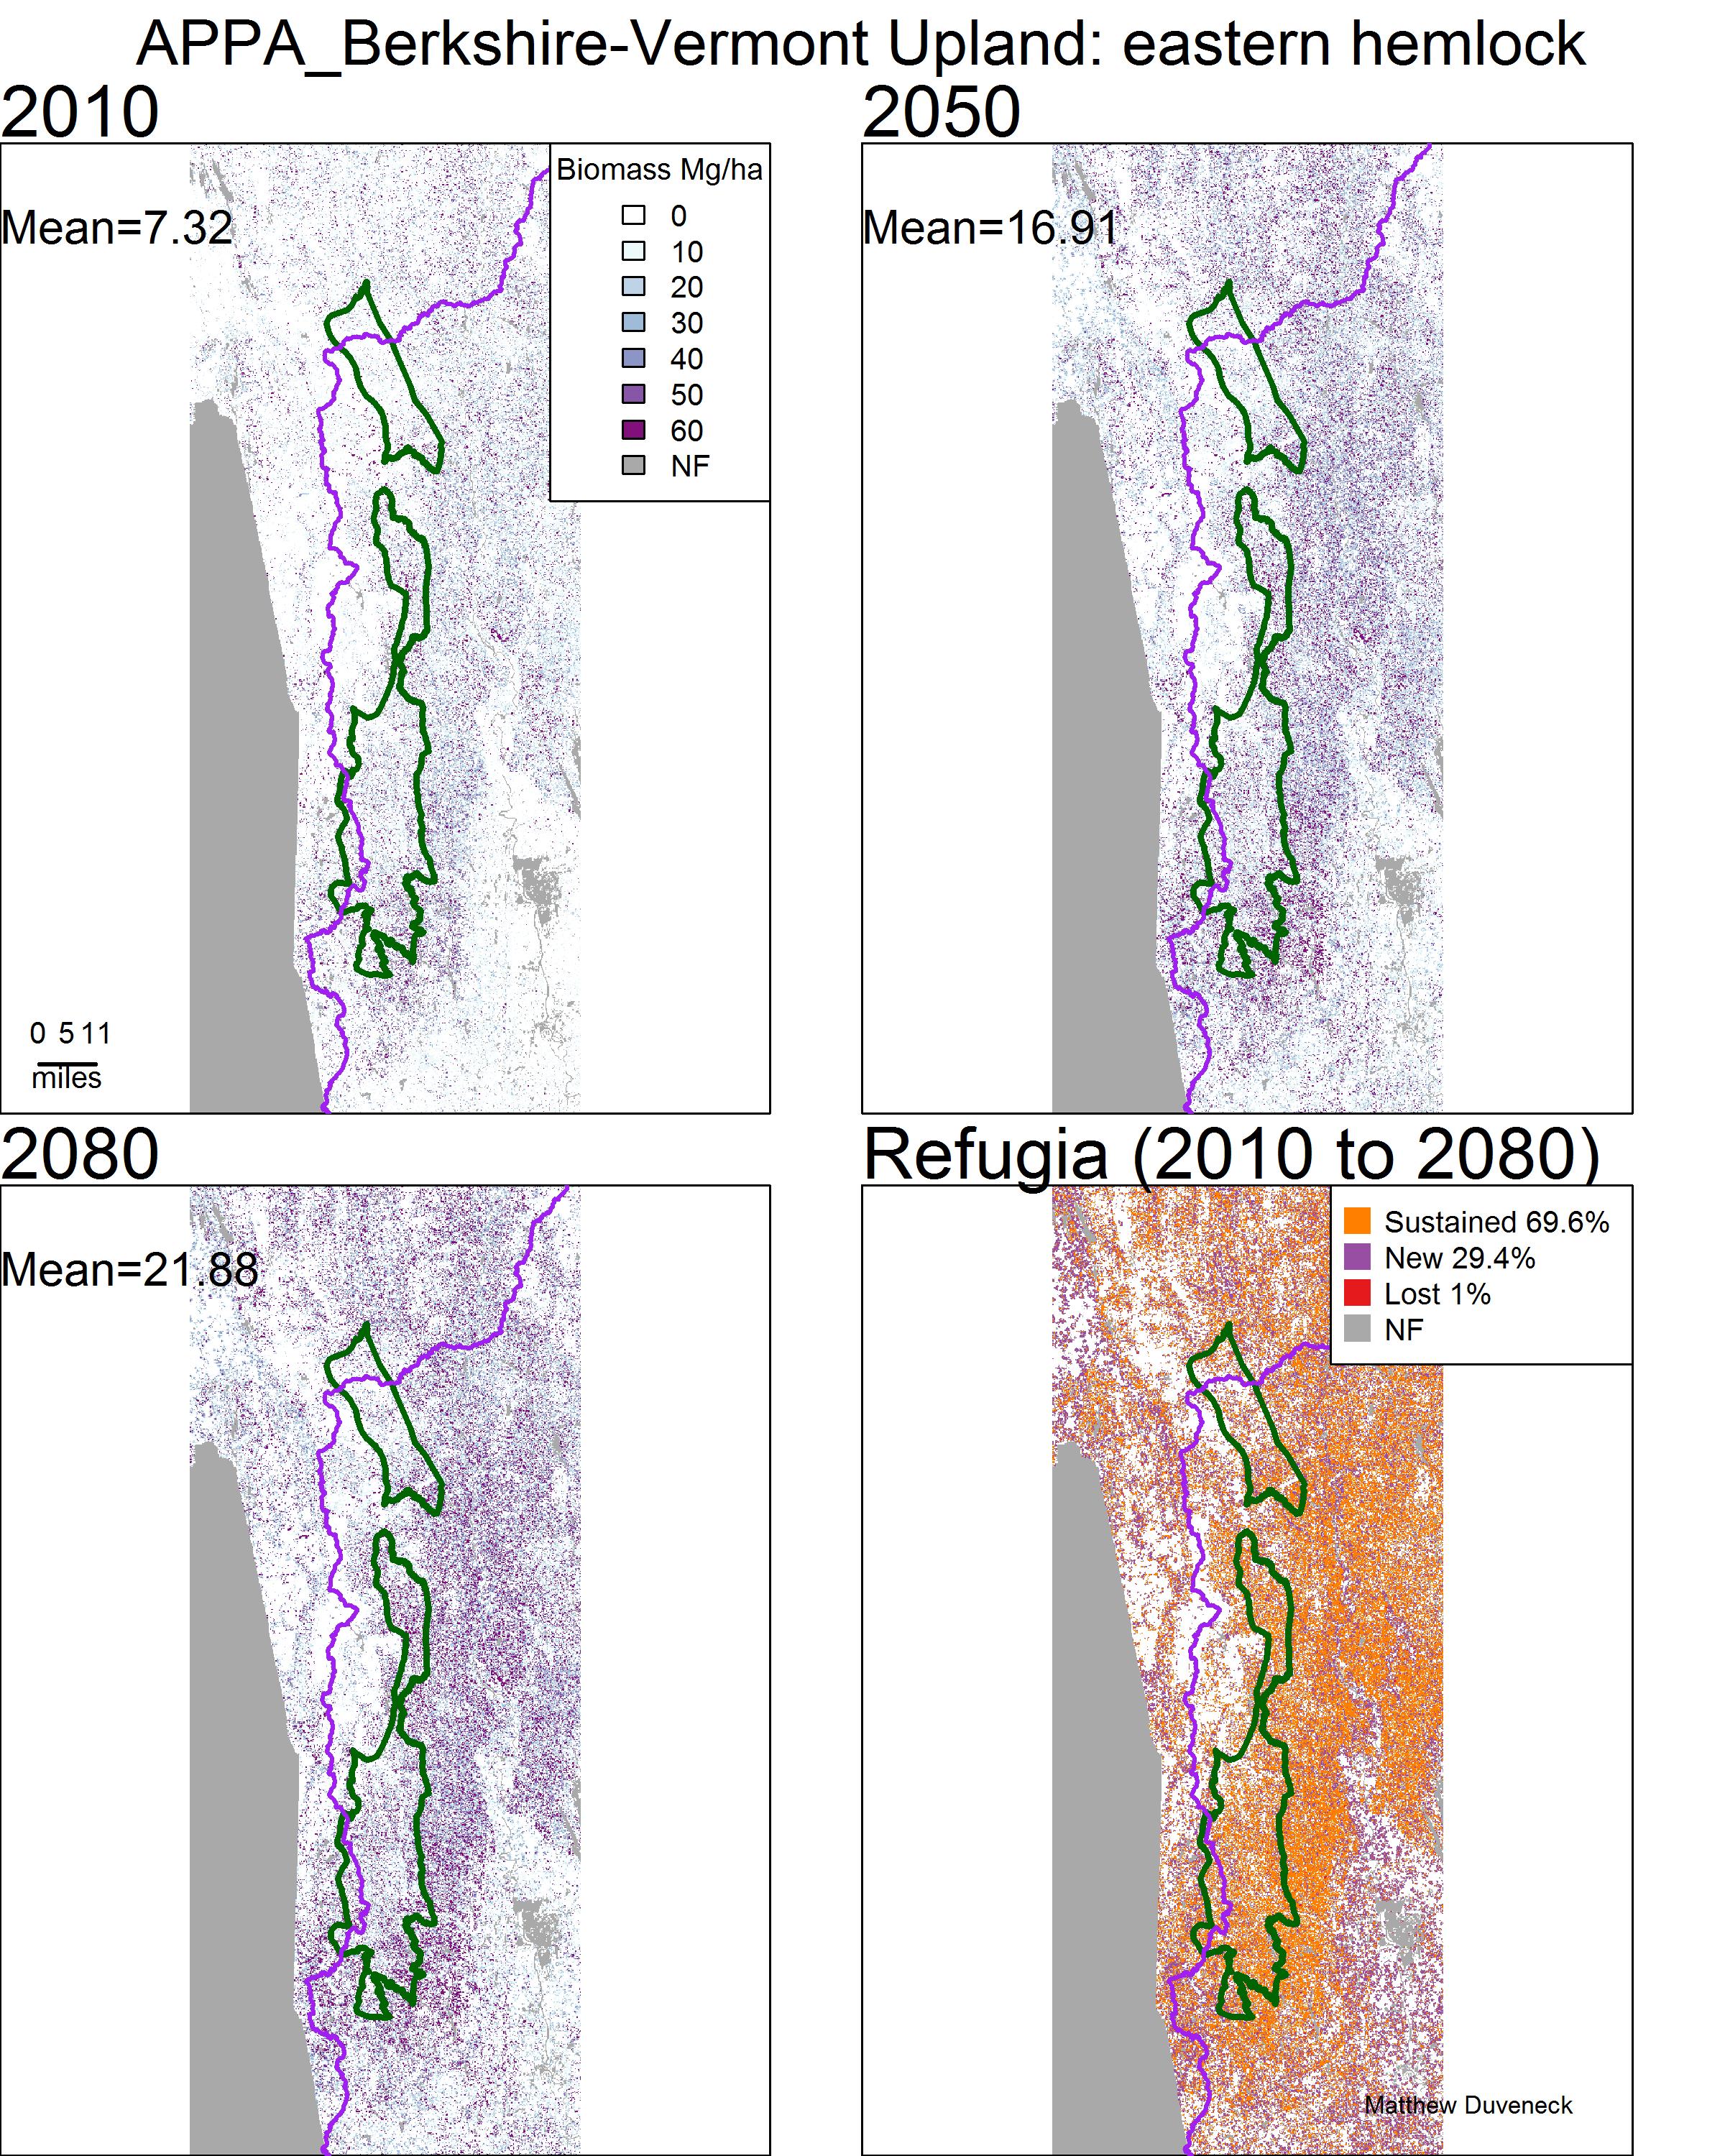 APPA_Berkshire-Vermont Upland: eastern hemlock
2010
Mean=7.32
Biomass Mg/ha
0
10
20
30
40
50
60
NF
0 5 11
miles
2050
Mean=16.91
2080
Mean=21.88
Refugia (2010 to 2080)
Sustained 69.6%
New 29.4%
Lost 1%
NF
Matthew Duveneck